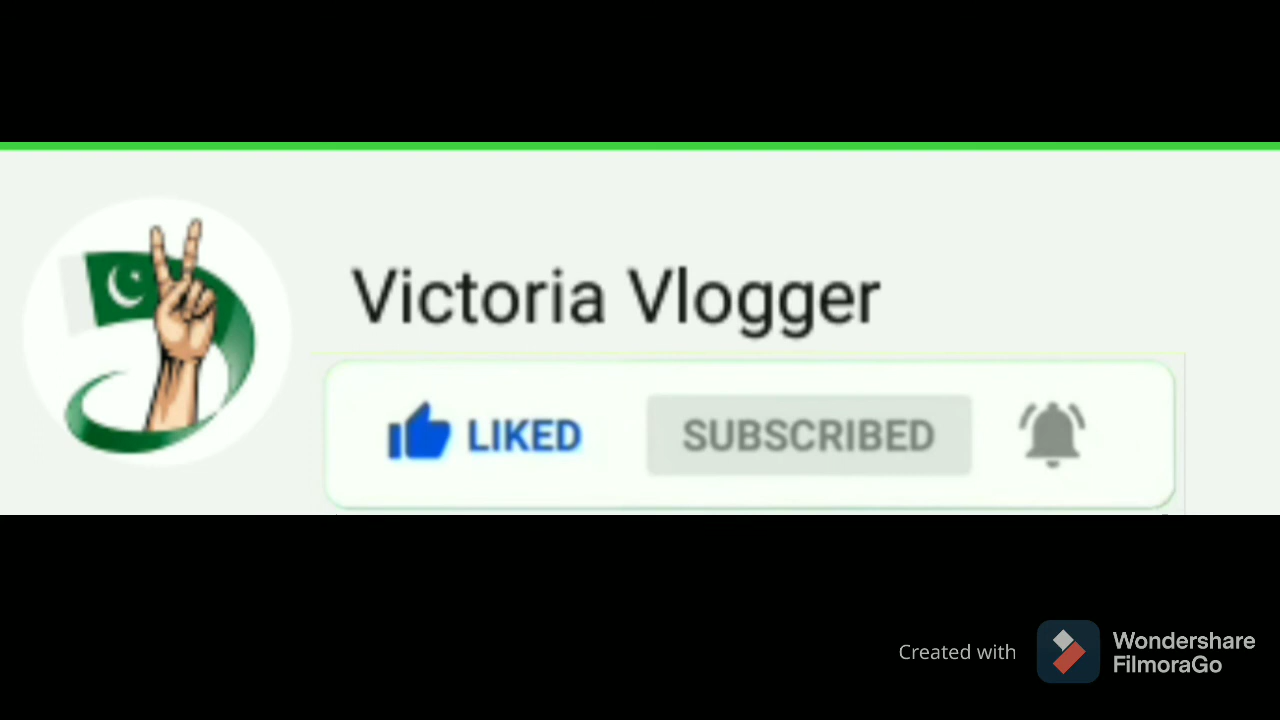 Victoria Vlogger
LIKED SUBSCRIBED
Created with
Wondershare
FilmoraGo